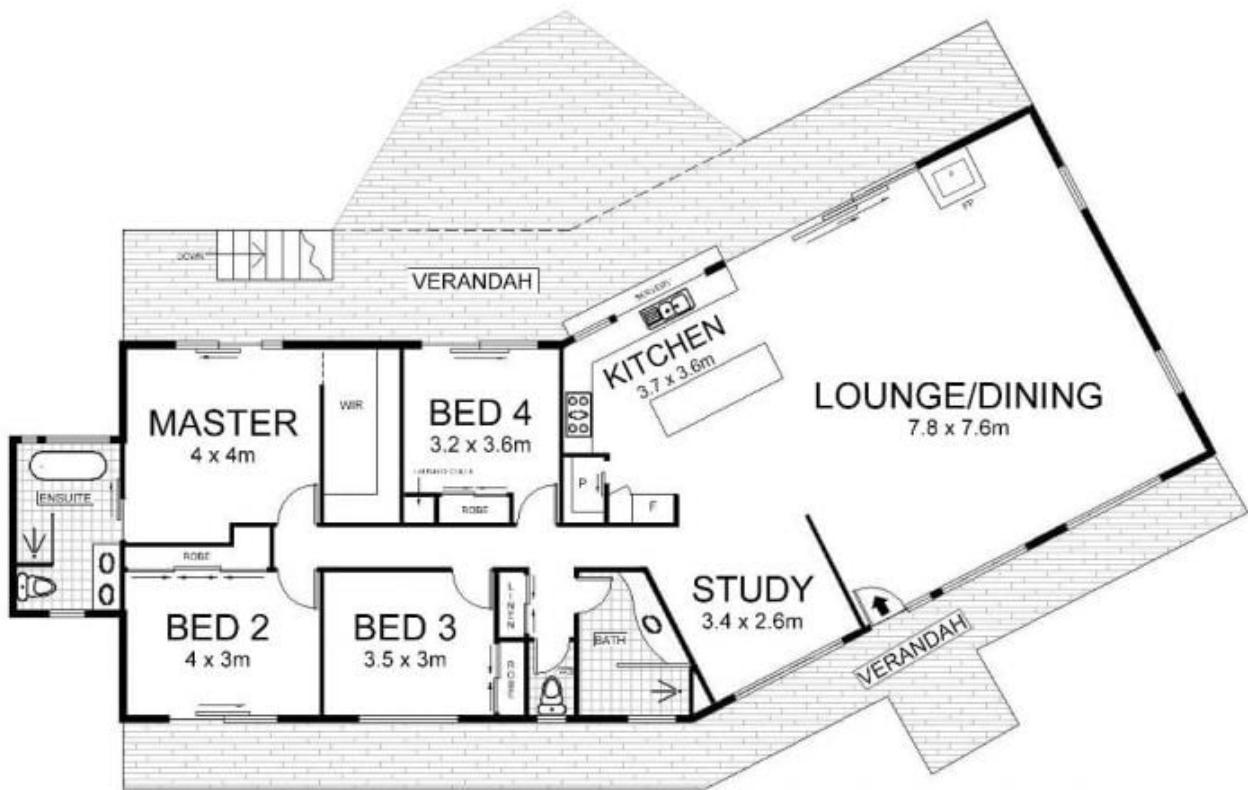 DOWN
VERANDAH
SERVERY
KITCHEN
3.7 x 3.6m
FP
LOUNGE/DINING
7.8 x 7.6m
MASTER
4 x 4m
WIR
BED 4
3.2 x 3.6m
ENSUITE
P
F
ROBE
ROBE
BED 2
4 x 3m
BED 3
3.5 x 3m
LINEN
ROBE
BATH
STUDY
3.4 x 2.6m
VERANDAH